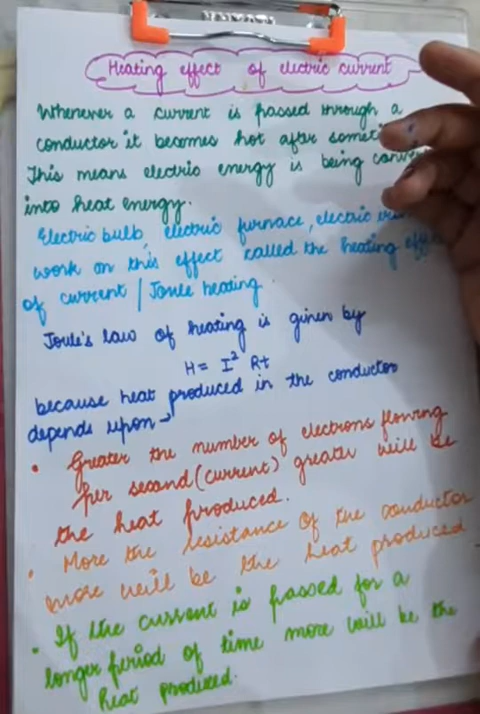 Heating effect of electric current
Whenever a current is passed through a
conductor it becomes hot after
This means electric energy is being
into heat energy.
Electric bulb, electric furnace, electric
work on this effect called the heating
of current / Joule heating.
Joule's law of heating is given by
H = I² Rt
because heat produced in the conductor
depends upon→
• Greater the number of electrons flowing
per second (current) greater will be
the heat produced.
• More the resistance of the conductor
more will be the heat produced
• If the current is passed for a
longer period of time more will be the
heat produced.